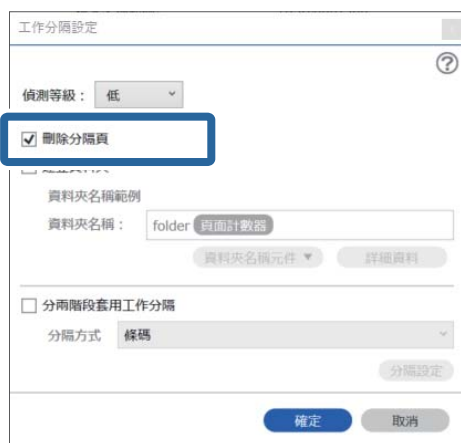 工作分隔設定
?
偵測等級： 低
刪除分隔頁
資料夾名稱範例
資料夾名稱： folder 頁面計數器
資料夾名稱元件 ▼ 詳細資料
分兩階段套用工作分隔
分隔方式 條碼
分隔設定
確定 取消